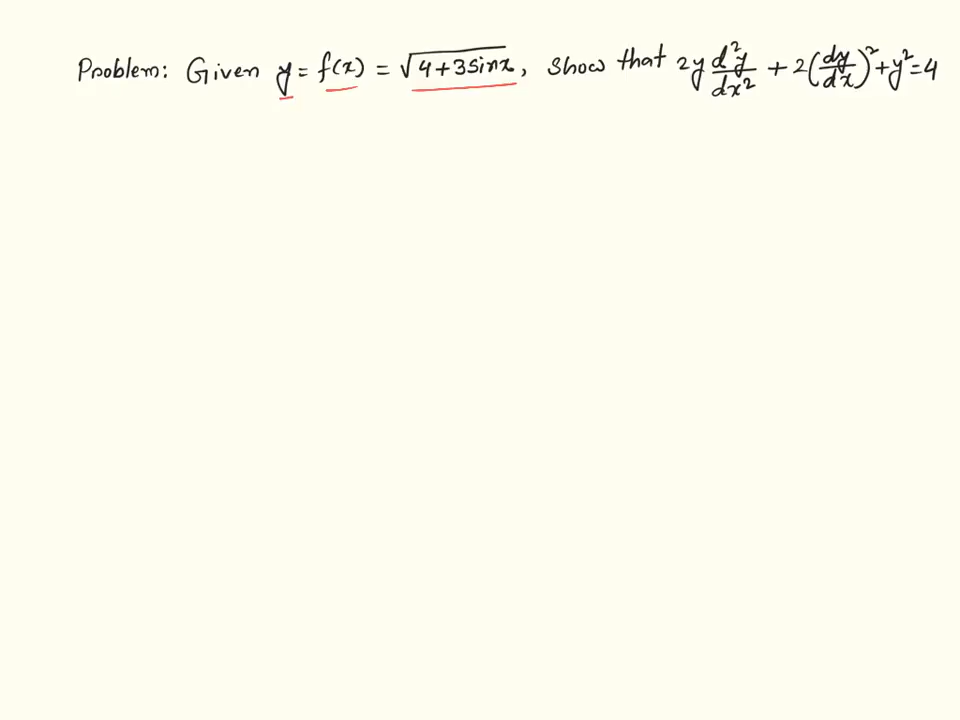 Problem: Given y = f(x) = √(4+3sinx), Show that 2y d²y/dx² + 2(dy/dx)² + y² = 4